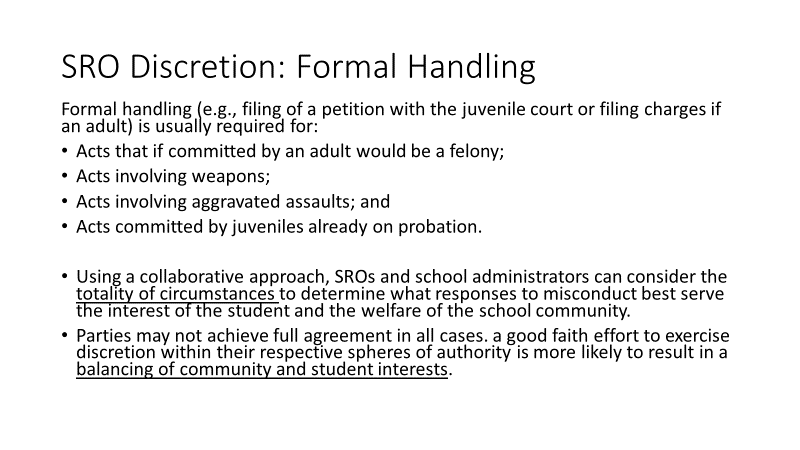 SRO Discretion: Formal Handling
Formal handling (e.g., filing of a petition with the juvenile court or filing charges if
an adult) is usually required for:
• Acts that if committed by an adult would be a felony;
• Acts involving weapons;
• Acts involving aggravated assaults; and
• Acts committed by juveniles already on probation.
• Using a collaborative approach, SROs and school administrators can consider the
totality of circumstances to determine what responses to misconduct best serve
the interest of the student and the welfare of the school community.
• Parties may not achieve full agreement in all cases. a good faith effort to exercise
discretion within their respective spheres of authority is more likely to result in a
balancing of community and student interests.